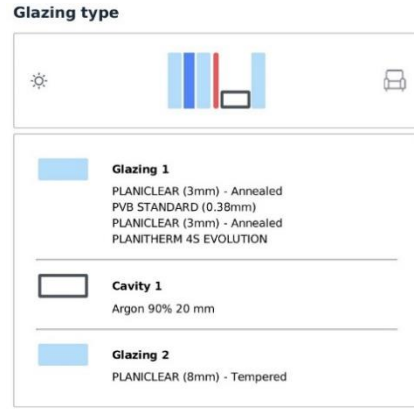 Glazing type
Glazing 1
PLANICLEAR (3mm) - Annealed
PVB STANDARD (0.38mm)
PLANICLEAR (3mm) - Annealed
PLANITHERM 4S EVOLUTION
Cavity 1
Argon 90% 20 mm
Glazing 2
PLANICLEAR (8mm) - Tempered